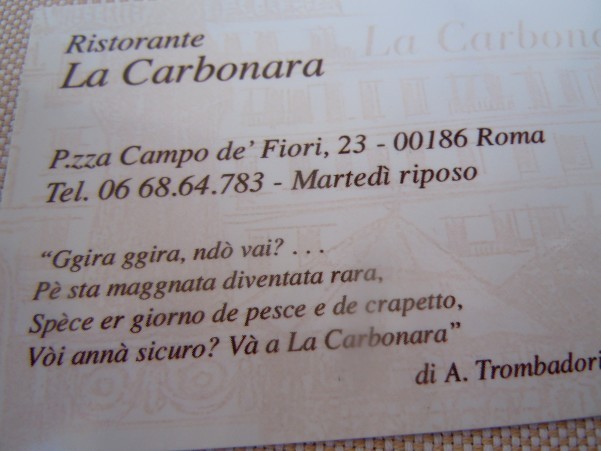 La Carbona
Ristorante
La Carbonara
P.zza Campo de' Fiori, 23 - 00186 Roma
Tel. 06 68.64.783 - Martedì riposo
“Ggira ggira, ndò vai? . . .
Pè sta maggnata diventata rara,
Spèce er giorno de pesce e de crapetto,
Vòi annà sicuro? Và a La Carbonara”
di A. Trombadori